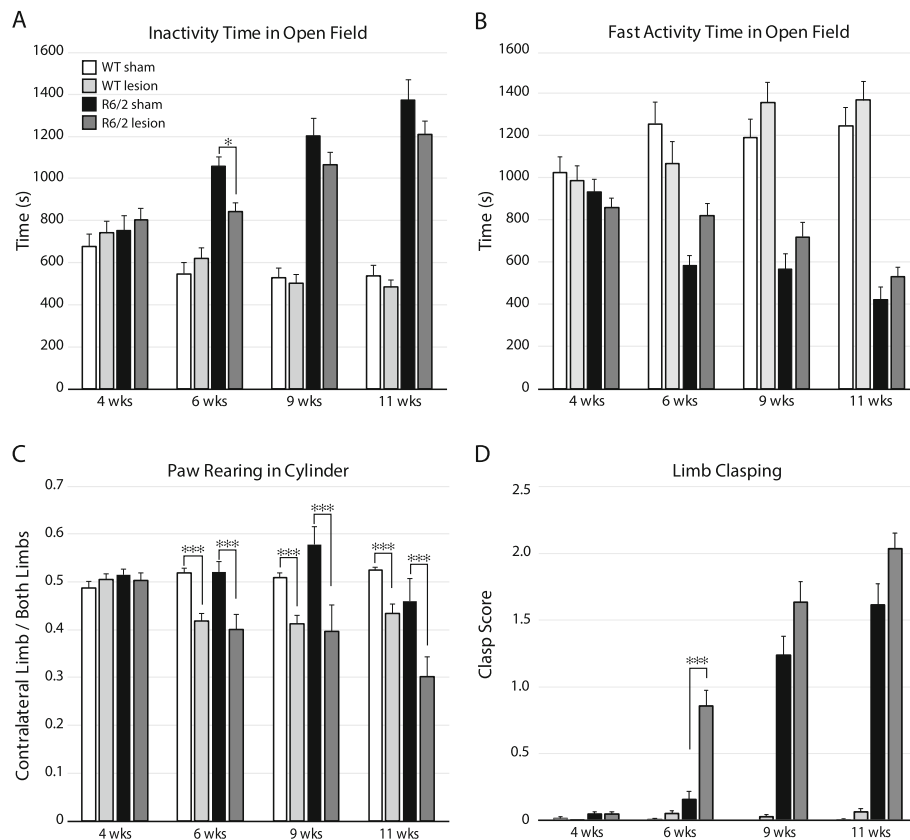 A
Inactivity Time in Open Field
1600
1400
1200
1000
800
600
400
200
0
Time (s)
WT sham
WT lesion
R6/2 sham
R6/2 lesion
*
4 wks
6 wks
9 wks
11 wks
B
Fast Activity Time in Open Field
1600
1400
1200
1000
800
600
400
200
0
Time (s)
4 wks
6 wks
9 wks
11 wks
C
Paw Rearing in Cylinder
0.7
0.6
0.5
0.4
0.3
0.2
0.1
0
Contralateral Limb / Both Limbs
***
***
***
***
***
***
4 wks
6 wks
9 wks
11 wks
D
Limb Clasping
2.5
2.0
1.5
1.0
0.5
0
Clasp Score
***
4 wks
6 wks
9 wks
11 wks